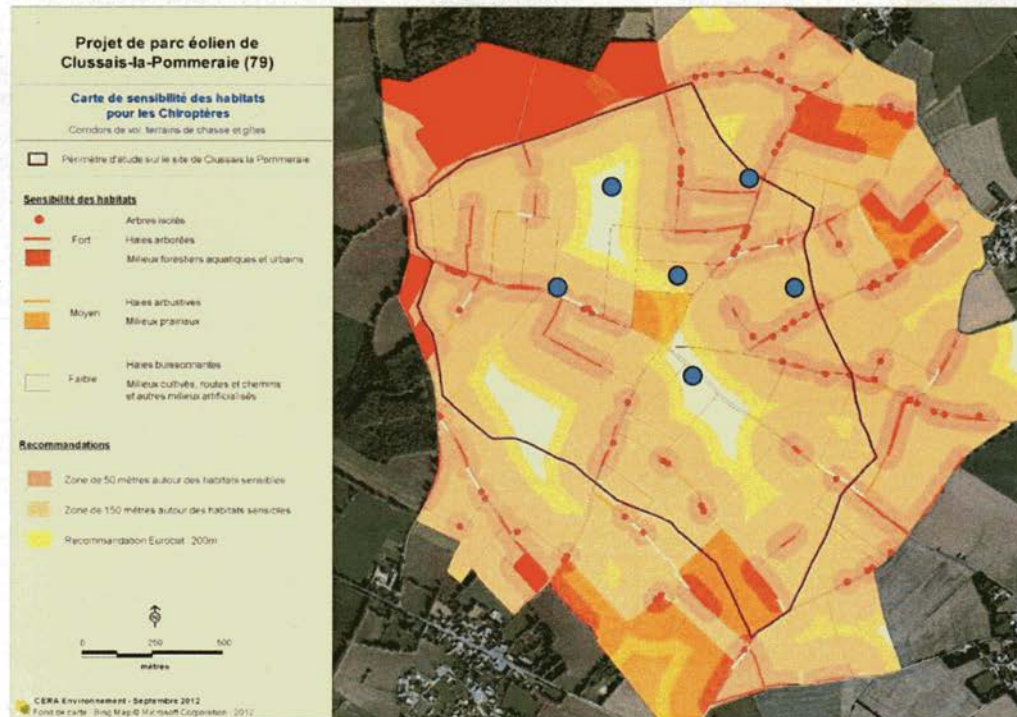 Projet de parc éolien de
Clussais-la-Pommeraie (79)
Carte de sensibilité des habitats
pour les Chiroptères
Corridors de vol, terrains de chasse et gîtes
Périmètre d'étude sur le site de Clussais la Pommeraie
Sensibilité des habitats
Arbres isolés
Fort
Haies arborées
Milieux forestiers aquatiques et urbains
Haies arbustives
Moyen
Milieux prairiaux
Haies buissonnantes
Faible
Milieux cultivés, routes et chemins
et autres milieux artificialisés
Recommandations
Zone de 50 mètres autour des habitats sensibles
Zone de 150 mètres autour des habitats sensibles
Recommandation Eurobat : 200m
N
0 250 500
mètres
CERA Environnement - Septembre 2012
Fond de carte : Bing Map © Microsoft Corporation - 2012